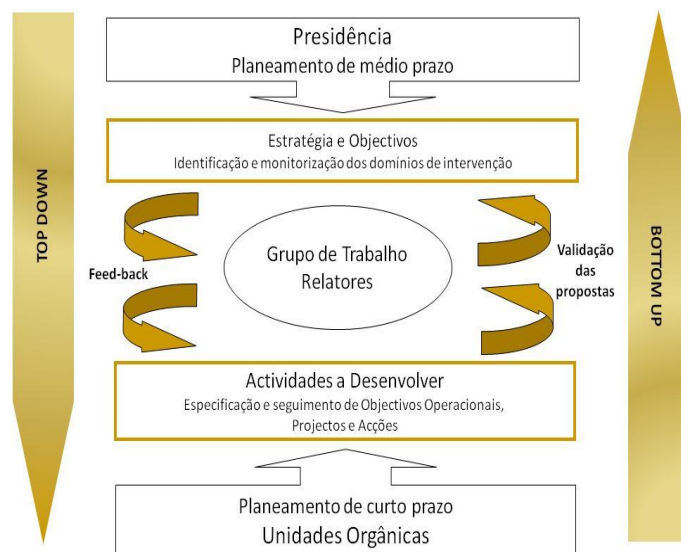 Presidência
Planeamento de médio prazo
Estratégia e Objectivos
Identificação e monitorização dos domínios de intervenção
TOP DOWN
Feed-back
Grupo de Trabalho
Relatores
Validação
das
propostas
BOTTOM UP
Actividades a Desenvolver
Especificação e seguimento de Objectivos Operacionais,
Projectos e Acções
Planeamento de curto prazo
Unidades Orgânicas